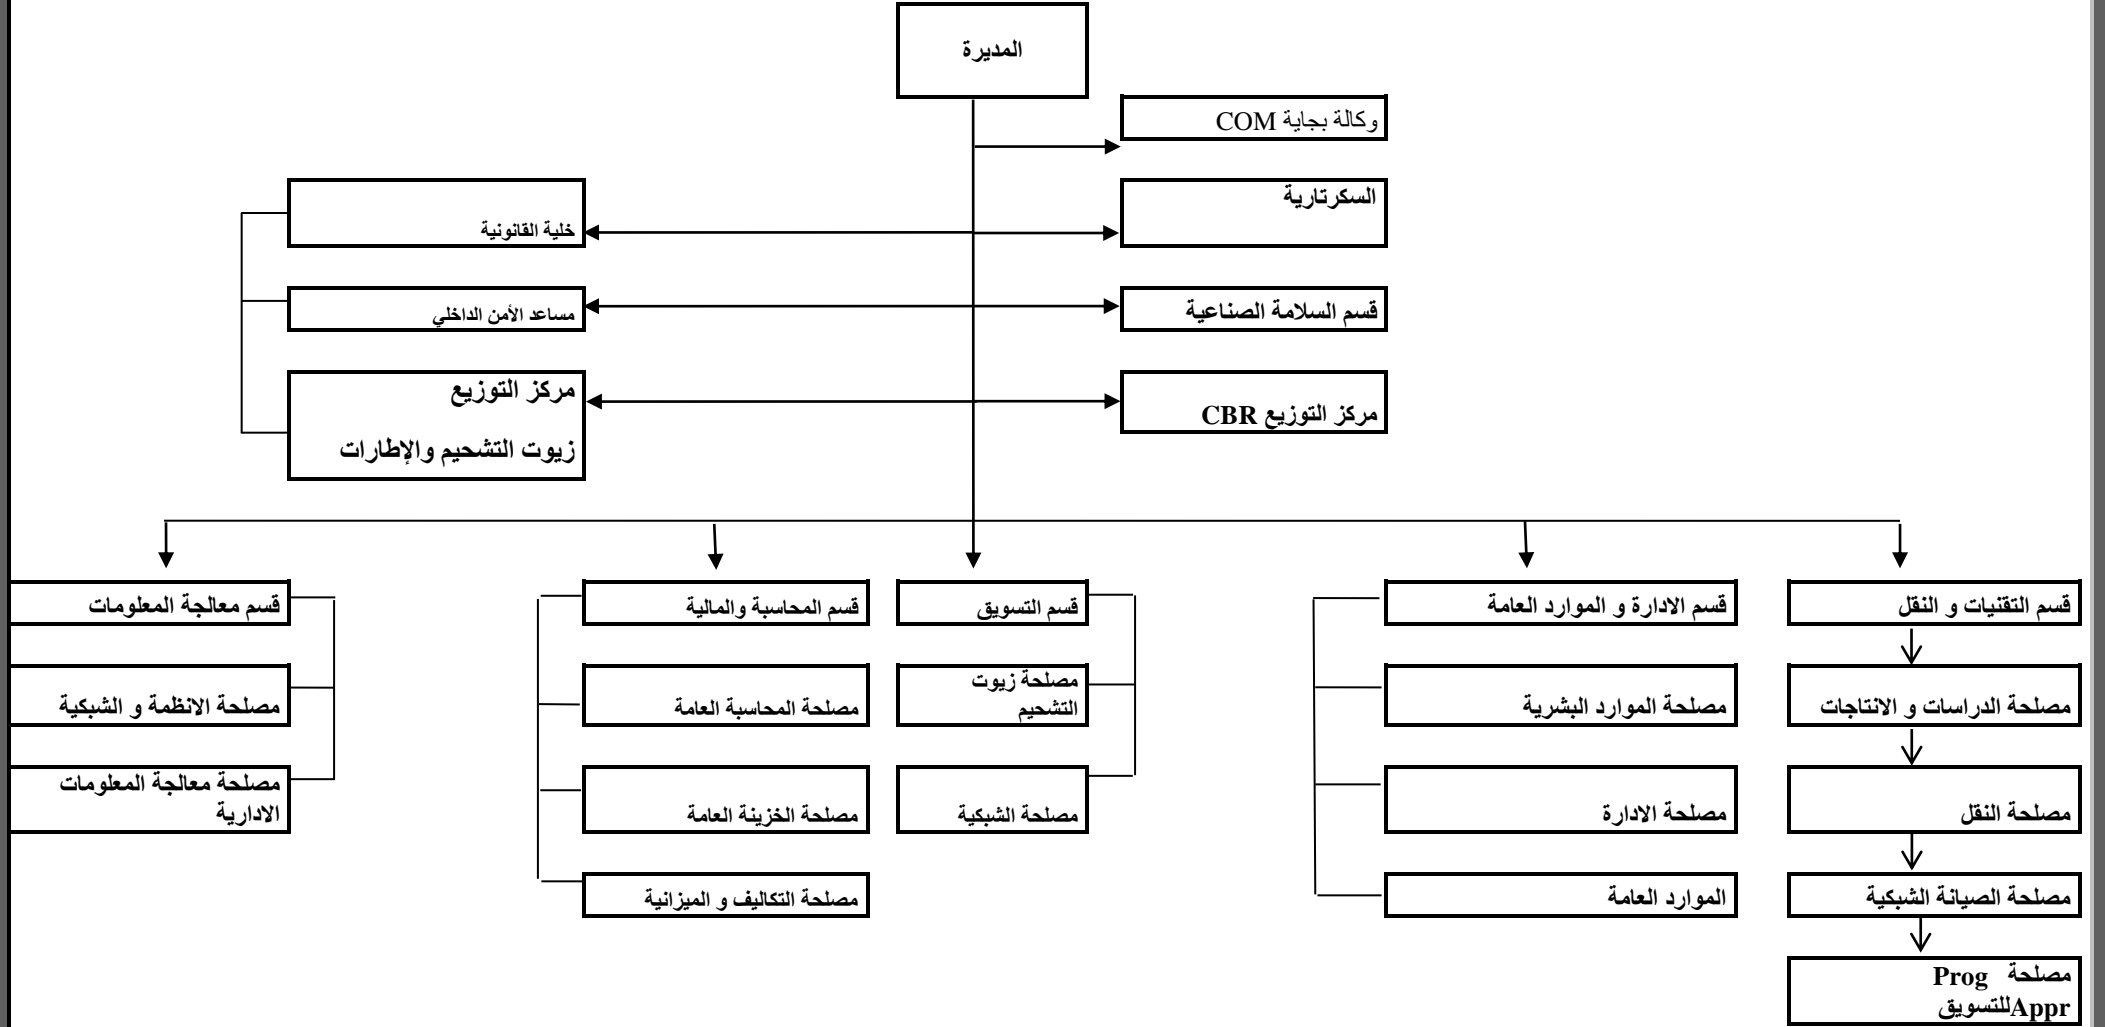 المديرة
وكالة بجاية COM
السكرتارية
خلية القانونية
قسم السلامة الصناعية
مساعد الأمن الداخلي
مركز التوزيع CBR
مركز التوزيع
زيوت التشحيم والإطارات
قسم التقنيات و النقل
قسم الادارة و الموارد العامة
قسم التسويق
قسم المحاسبة والمالية
قسم معالجة المعلومات
مصلحة الدراسات و الانتاجات
مصلحة الموارد البشرية
مصلحة زيوت
التشحيم
مصلحة المحاسبة العامة
مصلحة الانظمة و الشبكية
مصلحة النقل
مصلحة الادارة
مصلحة الشبكية
مصلحة الخزينة العامة
مصلحة معالجة المعلومات
الادارية
مصلحة الصيانة الشبكية
الموارد العامة
مصلحة التكاليف و الميزانية
مصلحة Prog
Apprللتسويق